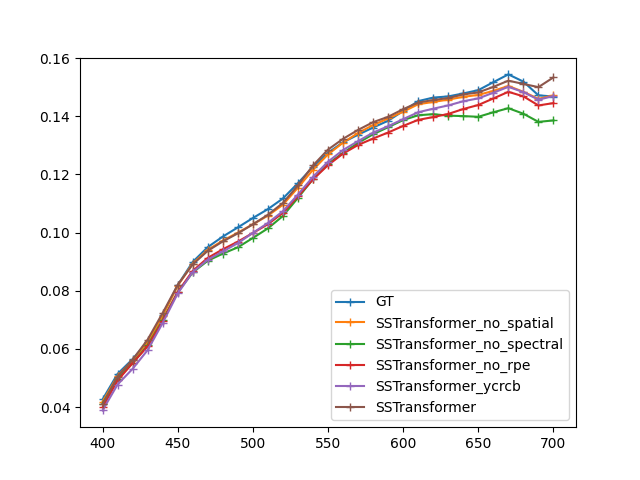 0.16
0.14
0.12
0.10
0.08
0.06
0.04
400 450 500 550 600 650 700
GT
SSTransformer_no_spatial
SSTransformer_no_spectral
SSTransformer_no_rpe
SSTransformer_ycrcb
SSTransformer